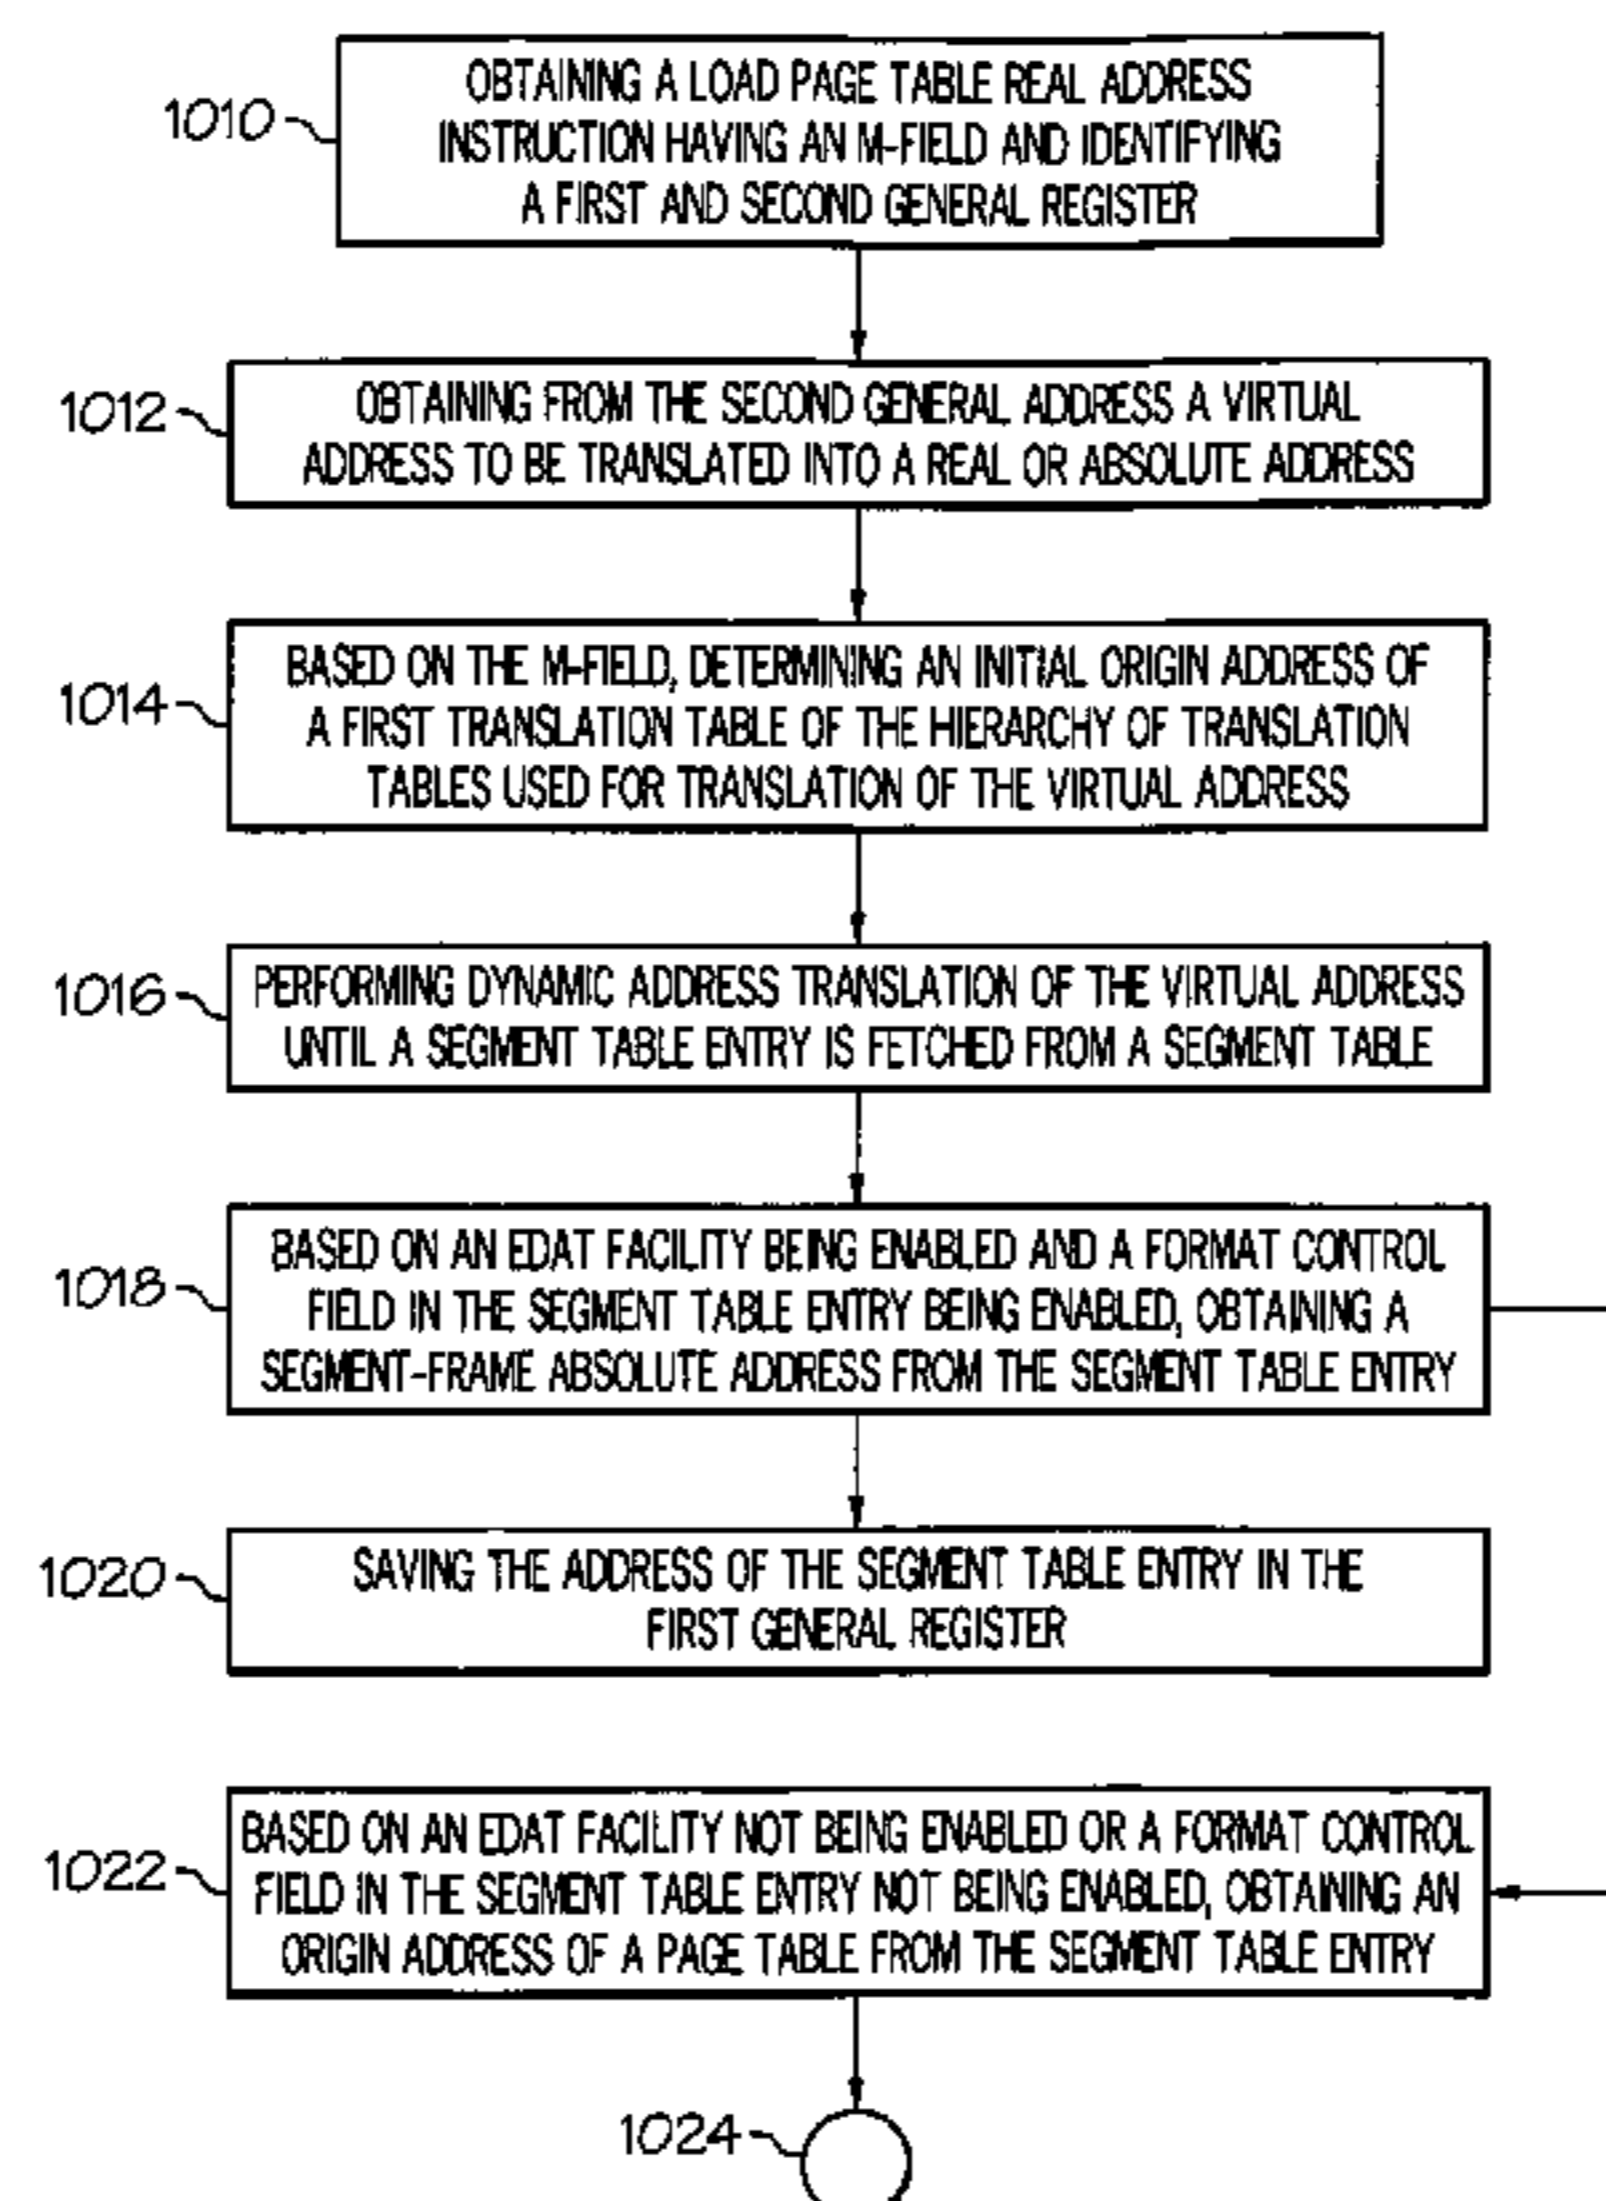 1010
OBTAINING A LOAD PAGE TABLE REAL ADDRESS
INSTRUCTION HAVING AN M-FIELD AND IDENTIFYING
A FIRST AND SECOND GENERAL REGISTER
1012
OBTAINING FROM THE SECOND GENERAL ADDRESS A VIRTUAL
ADDRESS TO BE TRANSLATED INTO A REAL OR ABSOLUTE ADDRESS
1014
BASED ON THE M-FIELD, DETERMINING AN INITIAL ORIGIN ADDRESS OF
A FIRST TRANSLATION TABLE OF THE HIERARCHY OF TRANSLATION
TABLES USED FOR TRANSLATION OF THE VIRTUAL ADDRESS
1016
PERFORMING DYNAMIC ADDRESS TRANSLATION OF THE VIRTUAL ADDRESS
UNTIL A SEGMENT TABLE ENTRY IS FETCHED FROM A SEGMENT TABLE
1018
BASED ON AN EDAT FACILITY BEING ENABLED AND A FORMAT CONTROL
FIELD IN THE SEGMENT TABLE ENTRY BEING ENABLED, OBTAINING A
SEGMENT-FRAME ABSOLUTE ADDRESS FROM THE SEGMENT TABLE ENTRY
1020
SAVING THE ADDRESS OF THE SEGMENT TABLE ENTRY IN THE
FIRST GENERAL REGISTER
1022
BASED ON AN EDAT FACILITY NOT BEING ENABLED OR A FORMAT CONTROL
FIELD IN THE SEGMENT TABLE ENTRY NOT BEING ENABLED, OBTAINING AN
ORIGIN ADDRESS OF A PAGE TABLE FROM THE SEGMENT TABLE ENTRY
1024